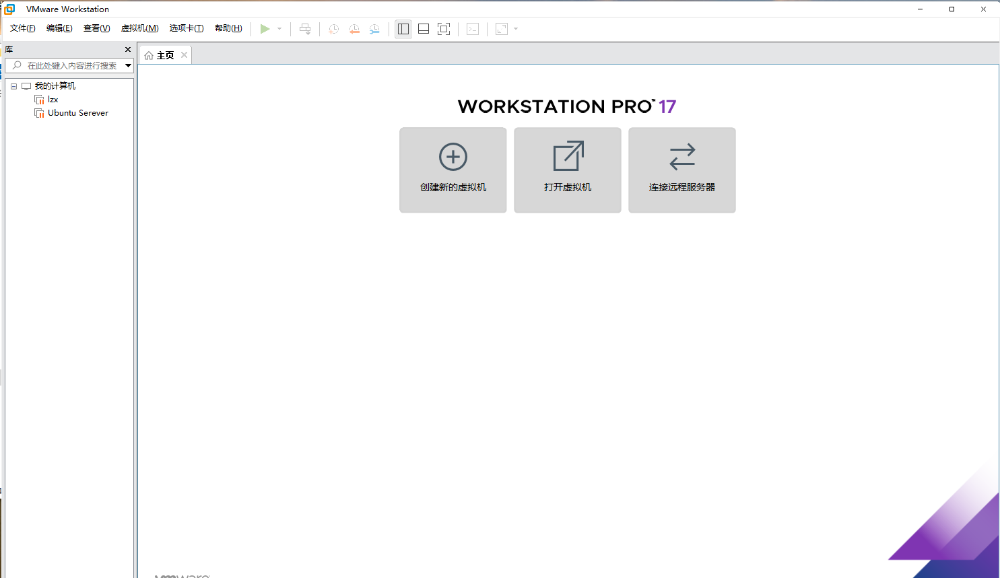 VMware Workstation
文件(F) 编辑(E) 查看(V) 虚拟机(M) 选项卡(T) 帮助(H)
库
主页
在此处键入内容进行搜索
我的计算机
lzx
Ubuntu Serever
WORKSTATION PRO™ 17
创建新的虚拟机 打开虚拟机 连接远程服务器
vmware